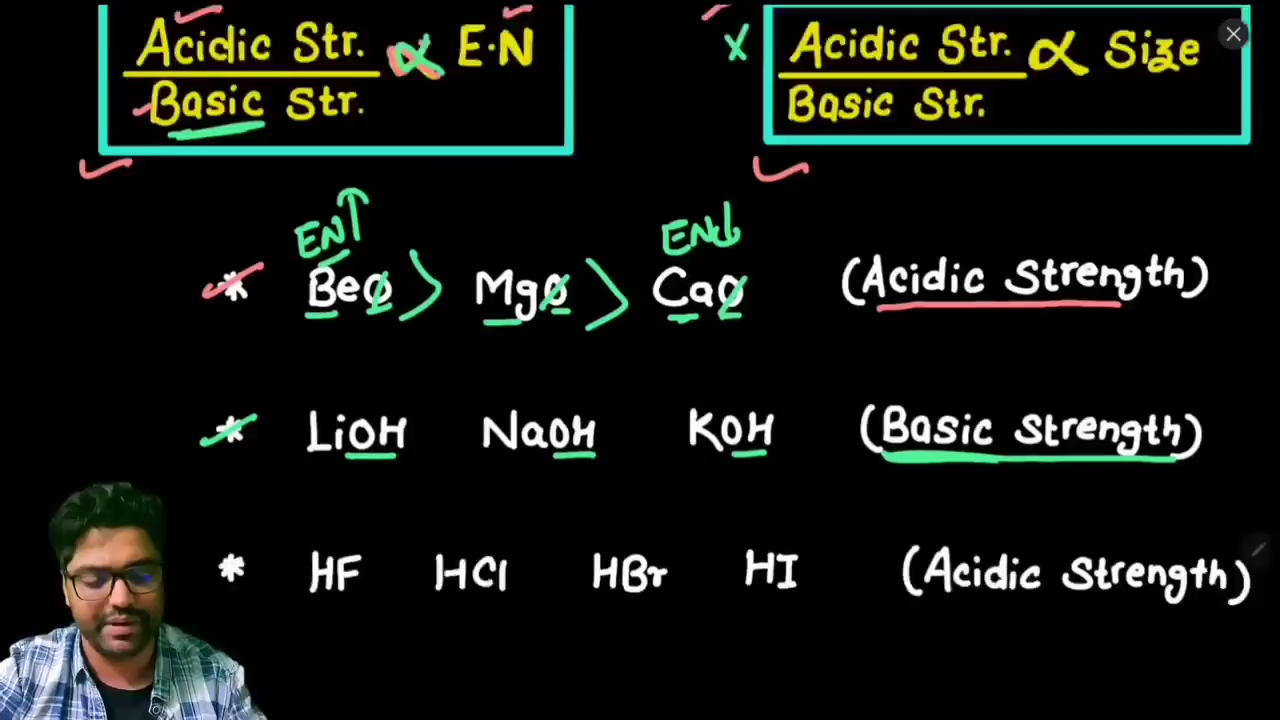 Acidic Str. ∝ E·N
Basic Str.
X Acidic Str. ∝ Size
Basic Str.
EN↑ EN↓
* BeO > MgO > CaO (Acidic Strength)
* LiOH NaOH KOH (Basic Strength)
* HF HCl HBr HI (Acidic Strength)